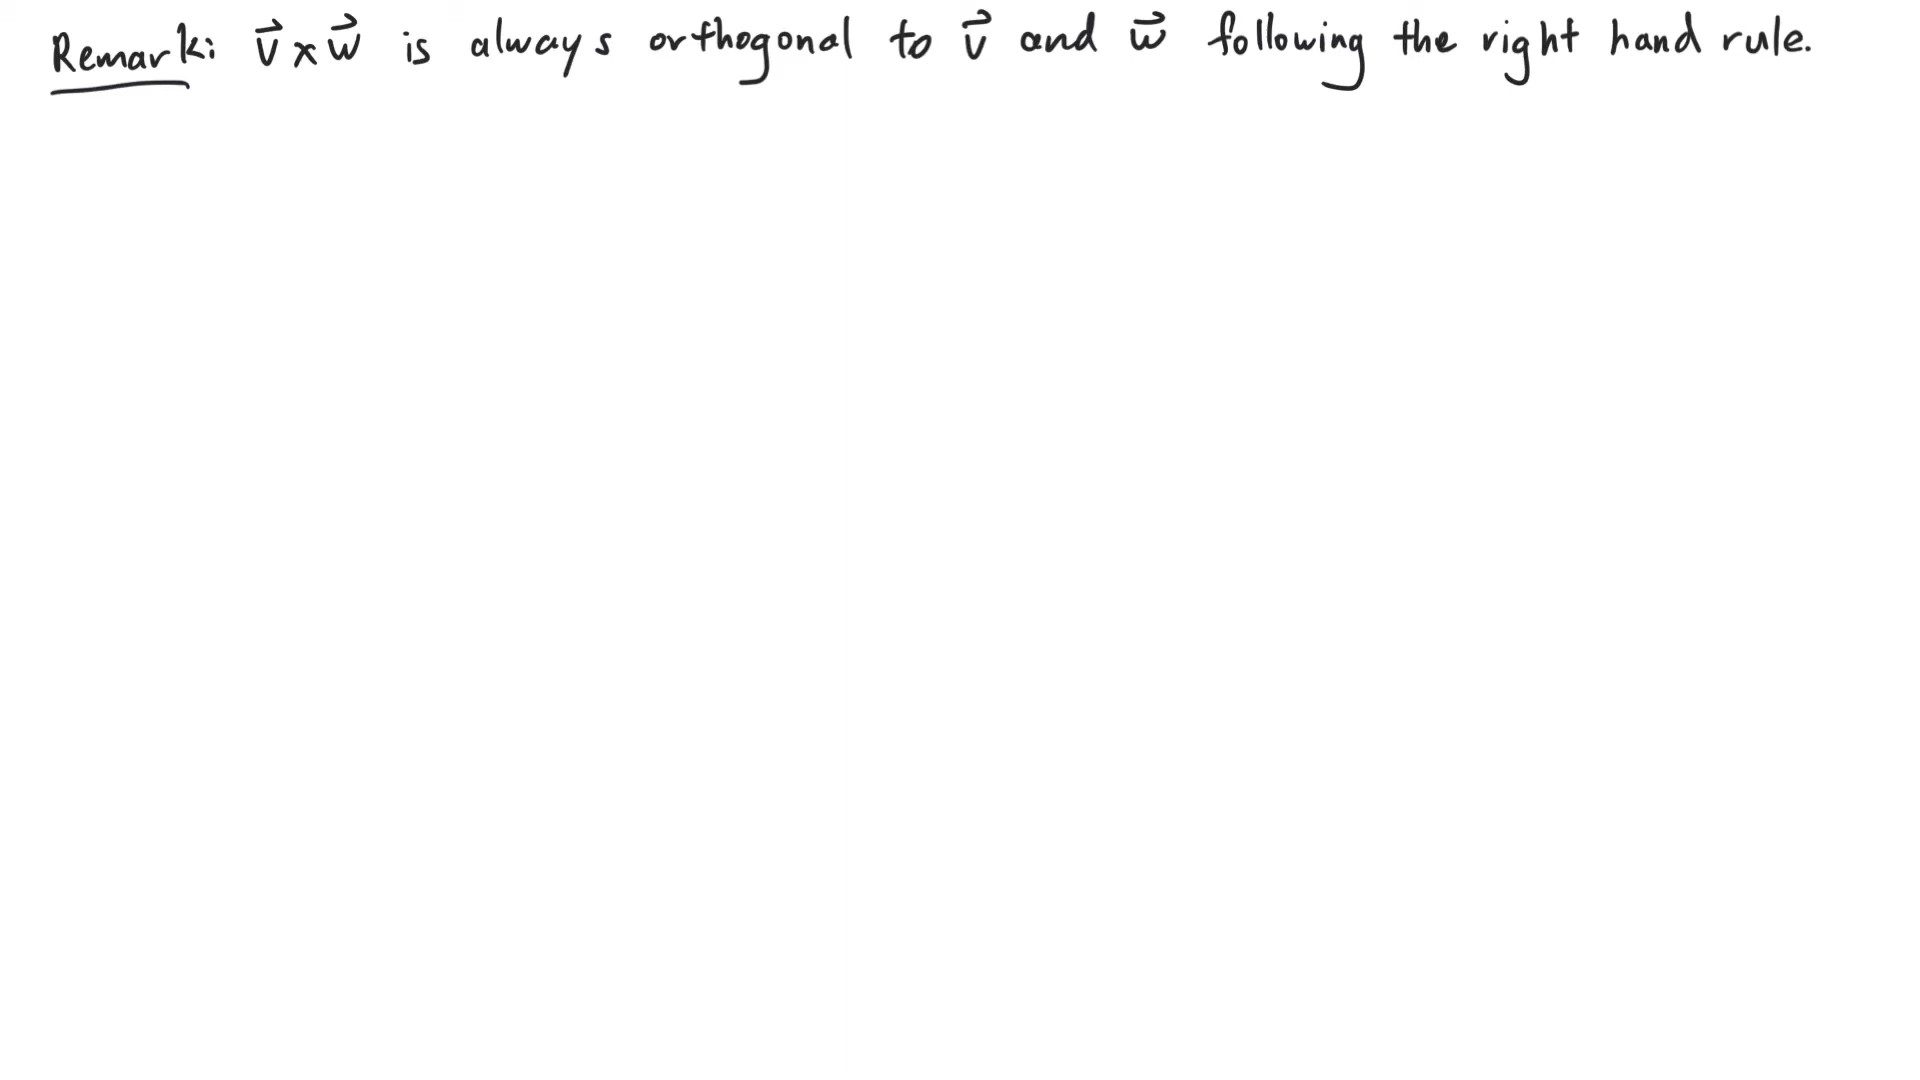 Remark: v⃗ × w⃗ is always orthogonal to v⃗ and w⃗ following the right hand rule.